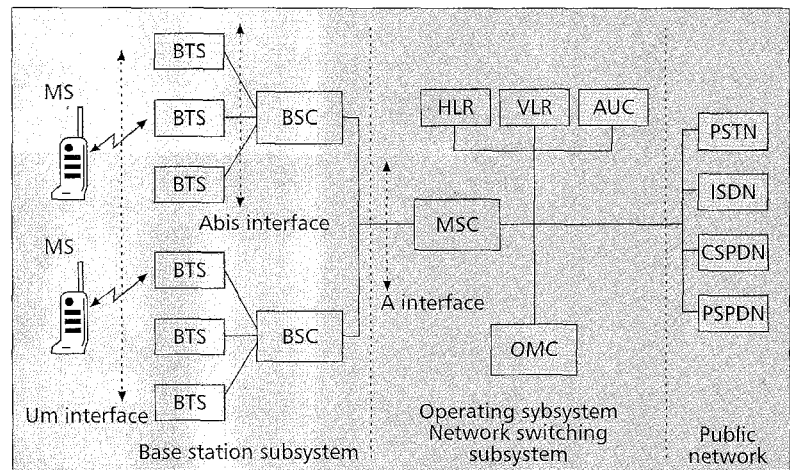 MS
BTS
BTS
BTS
BSC
Abis interface
MS
BTS
BTS
BTS
BSC
Um interface
Base station subsystem
HLR
VLR
AUC
MSC
A interface
OMC
Operating sybsystem
Network switching
subsystem
PSTN
ISDN
CSPDN
PSPDN
Public
network